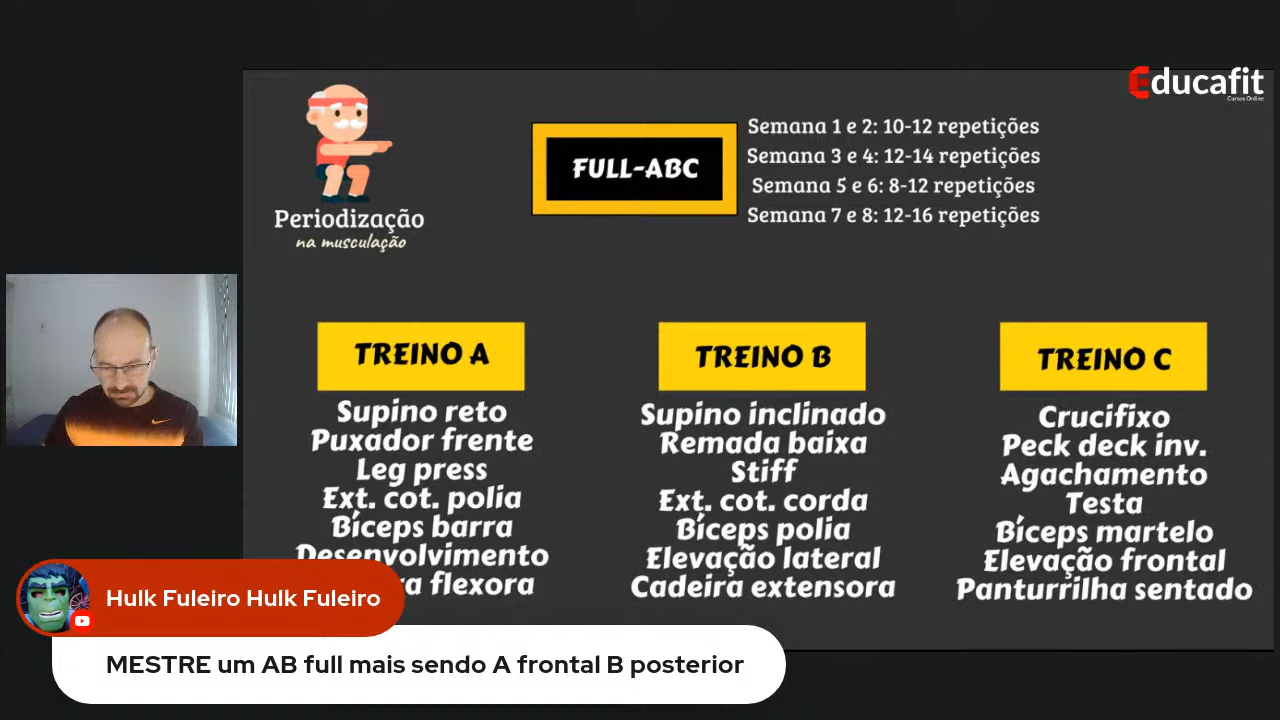 Educafit
Cursos Online
Periodização
na musculação
FULL-ABC
Semana 1 e 2: 10-12 repetições
Semana 3 e 4: 12-14 repetições
Semana 5 e 6: 8-12 repetições
Semana 7 e 8: 12-16 repetições
TREINO A
Supino reto
Puxador frente
Leg press
Ext. cot. polia
Bíceps barra
Desenvolvimento
flexora
TREINO B
Supino inclinado
Remada baixa
Stiff
Ext. cot. corda
Bíceps polia
Elevação lateral
Cadeira extensora
TREINO C
Crucifixo
Peck deck inv.
Agachamento
Testa
Bíceps martelo
Elevação frontal
Panturrilha sentado
Hulk Fuleiro Hulk Fuleiro
MESTRE um AB full mais sendo A frontal B posterior